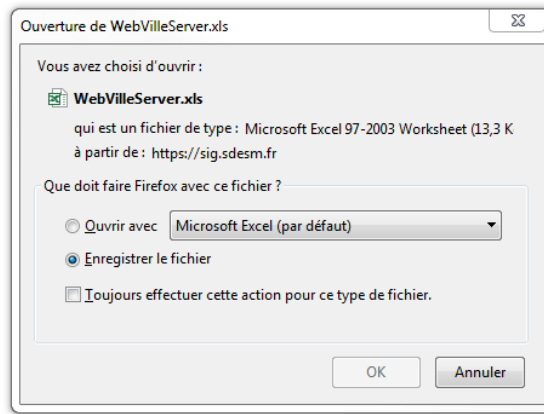 Ouverture de WebVilleServer.xls
Vous avez choisi d'ouvrir :
WebVilleServer.xls
qui est un fichier de type : Microsoft Excel 97-2003 Worksheet (13,3 K
à partir de : https://sig.sdesm.fr
Que doit faire Firefox avec ce fichier ?
Ouvrir avec Microsoft Excel (par défaut)
Enregistrer le fichier
Toujours effectuer cette action pour ce type de fichier.
OK Annuler